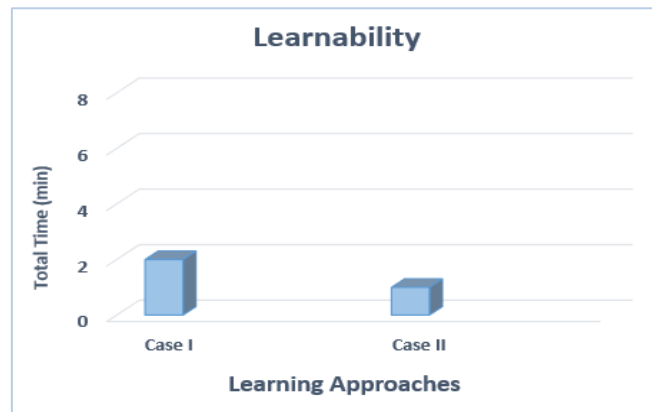 Learnability
8
6
4
2
0
Total Time (min)
Case I
Case II
Learning Approaches